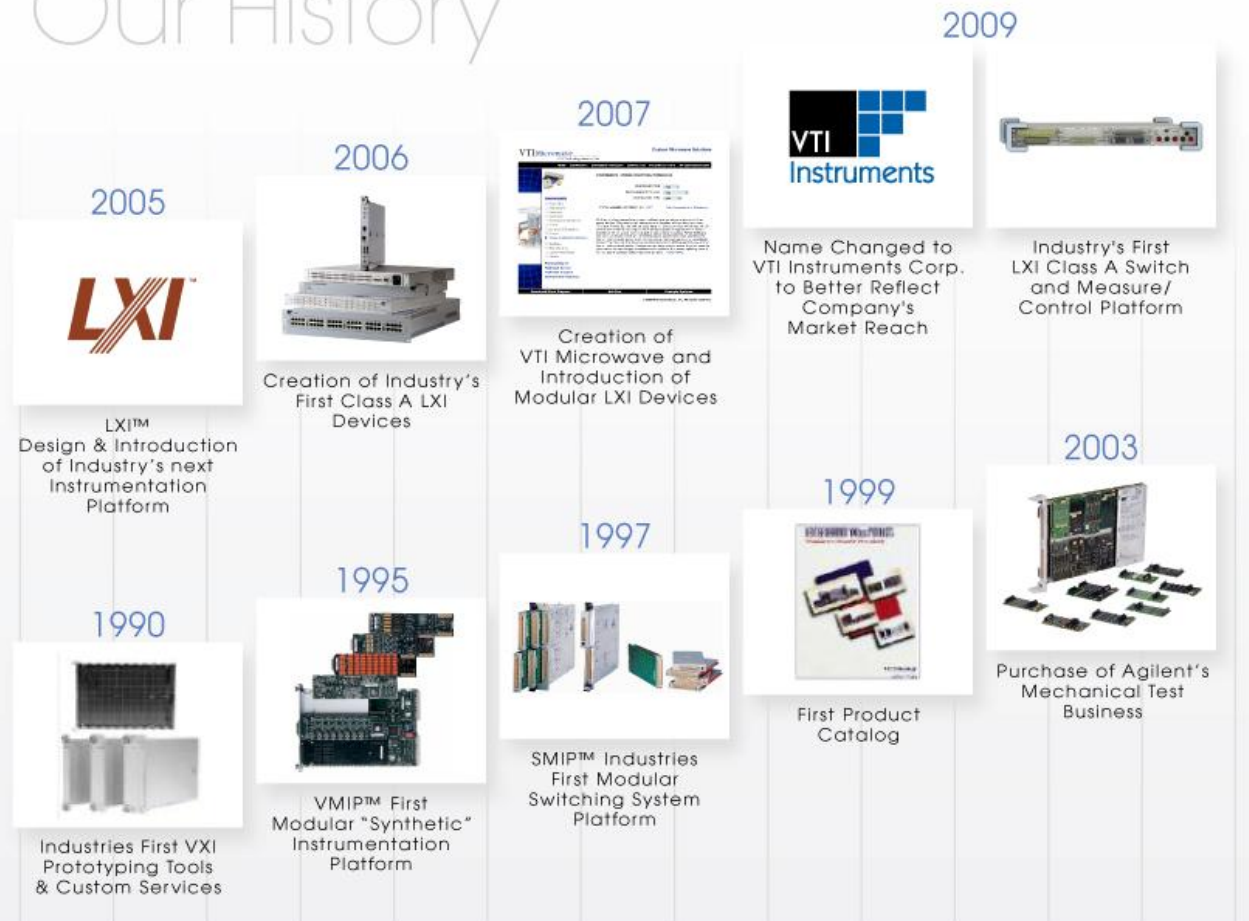 Our History
2005
LXI™
LXI™
Design & Introduction
of Industry's next
Instrumentation
Platform
2006
Creation of Industry's
First Class A LXI
Devices
2007
Creation of
VTI Microwave and
Introduction of
Modular LXI Devices
2009
VTI
Instruments
Name Changed to
VTI Instruments Corp.
to Better Reflect
Company's
Market Reach
Industry's First
LXI Class A Switch
and Measure/
Control Platform
1990
Industries First VXI
Prototyping Tools
& Custom Services
1995
VMIP™ First
Modular "Synthetic"
Instrumentation
Platform
1997
SMIP™ Industries
First Modular
Switching System
Platform
1999
First Product
Catalog
2003
Purchase of Agilent's
Mechanical Test
Business